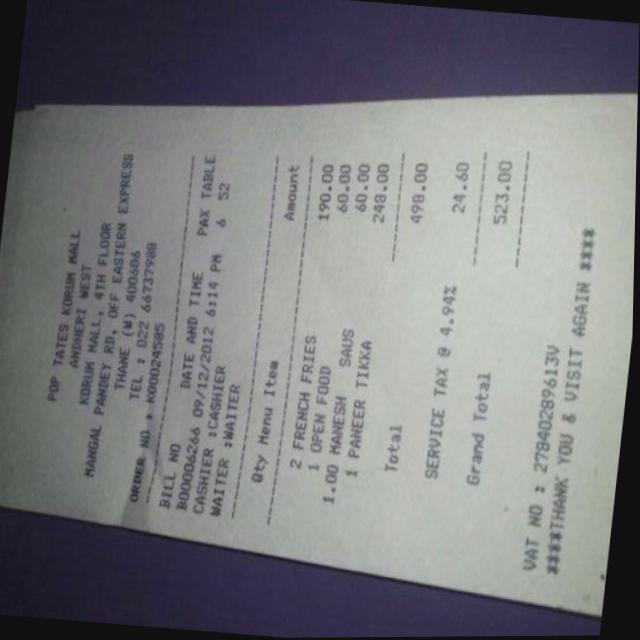 POP TATES KORUM MALL
ANDHERI WEST
KORUM MALL, 4TH FLOOR
MANGAL PANDEY RD, OFF EASTERN EXPRESS
THANE (W) 400606
TEL : 022 66737988
ORDER NO : K000024585
BILL NO DATE AND TIME PAX TABLE
B00006266 09/12/2012 6:14 PM 6 52
CASHIER :CASHIER
WAITER :WAITER
Qty Menu Item Amount
2 FRENCH FRIES 190.00
1 OPEN FOOD 60.00
1.00 MANESH SAUS 60.00
1 PANEER TIKKA 248.00
Total 498.00
SERVICE TAX @ 4.94% 24.60
Grand Total 523.00
VAT NO : 27840289613V
****THANK YOU & VISIT AGAIN ****